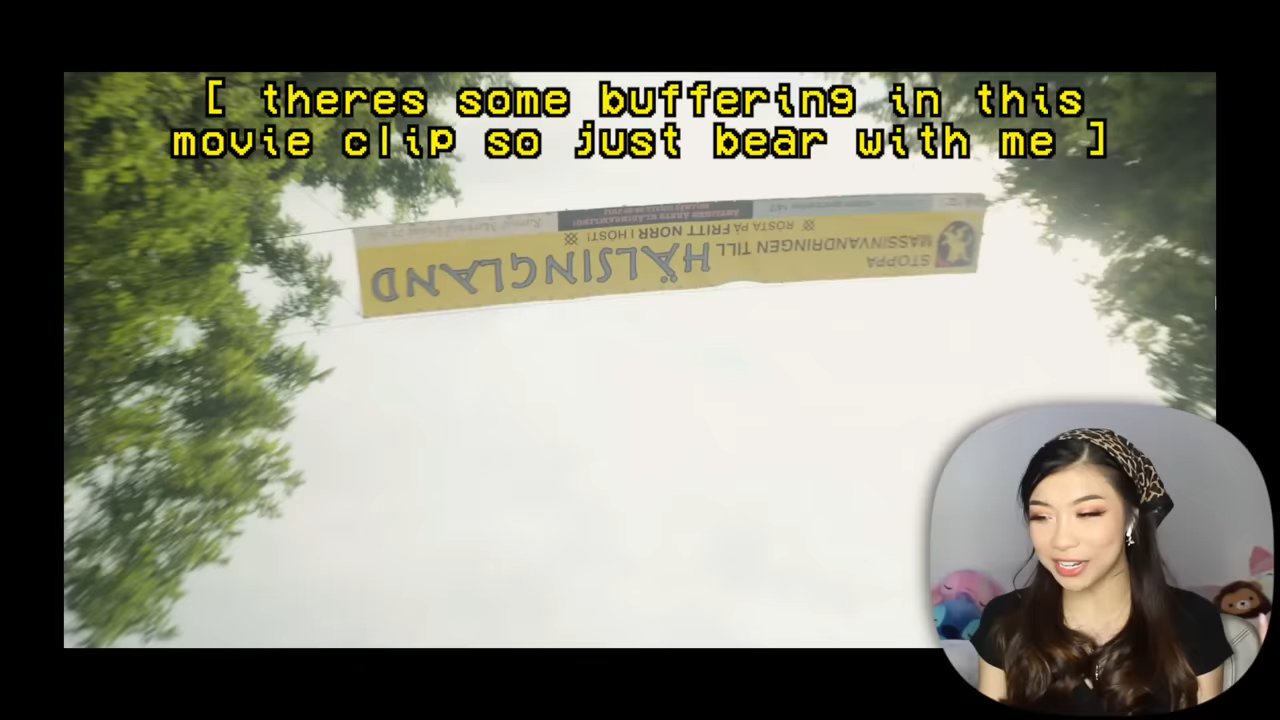 [ theres some buffering in this
movie clip so just bear with me ]
STOPPA
MASSINVANDRINGEN TILL
HÄLSINGLAND
RÖSTA PÅ FRITT NORR I HÖST!